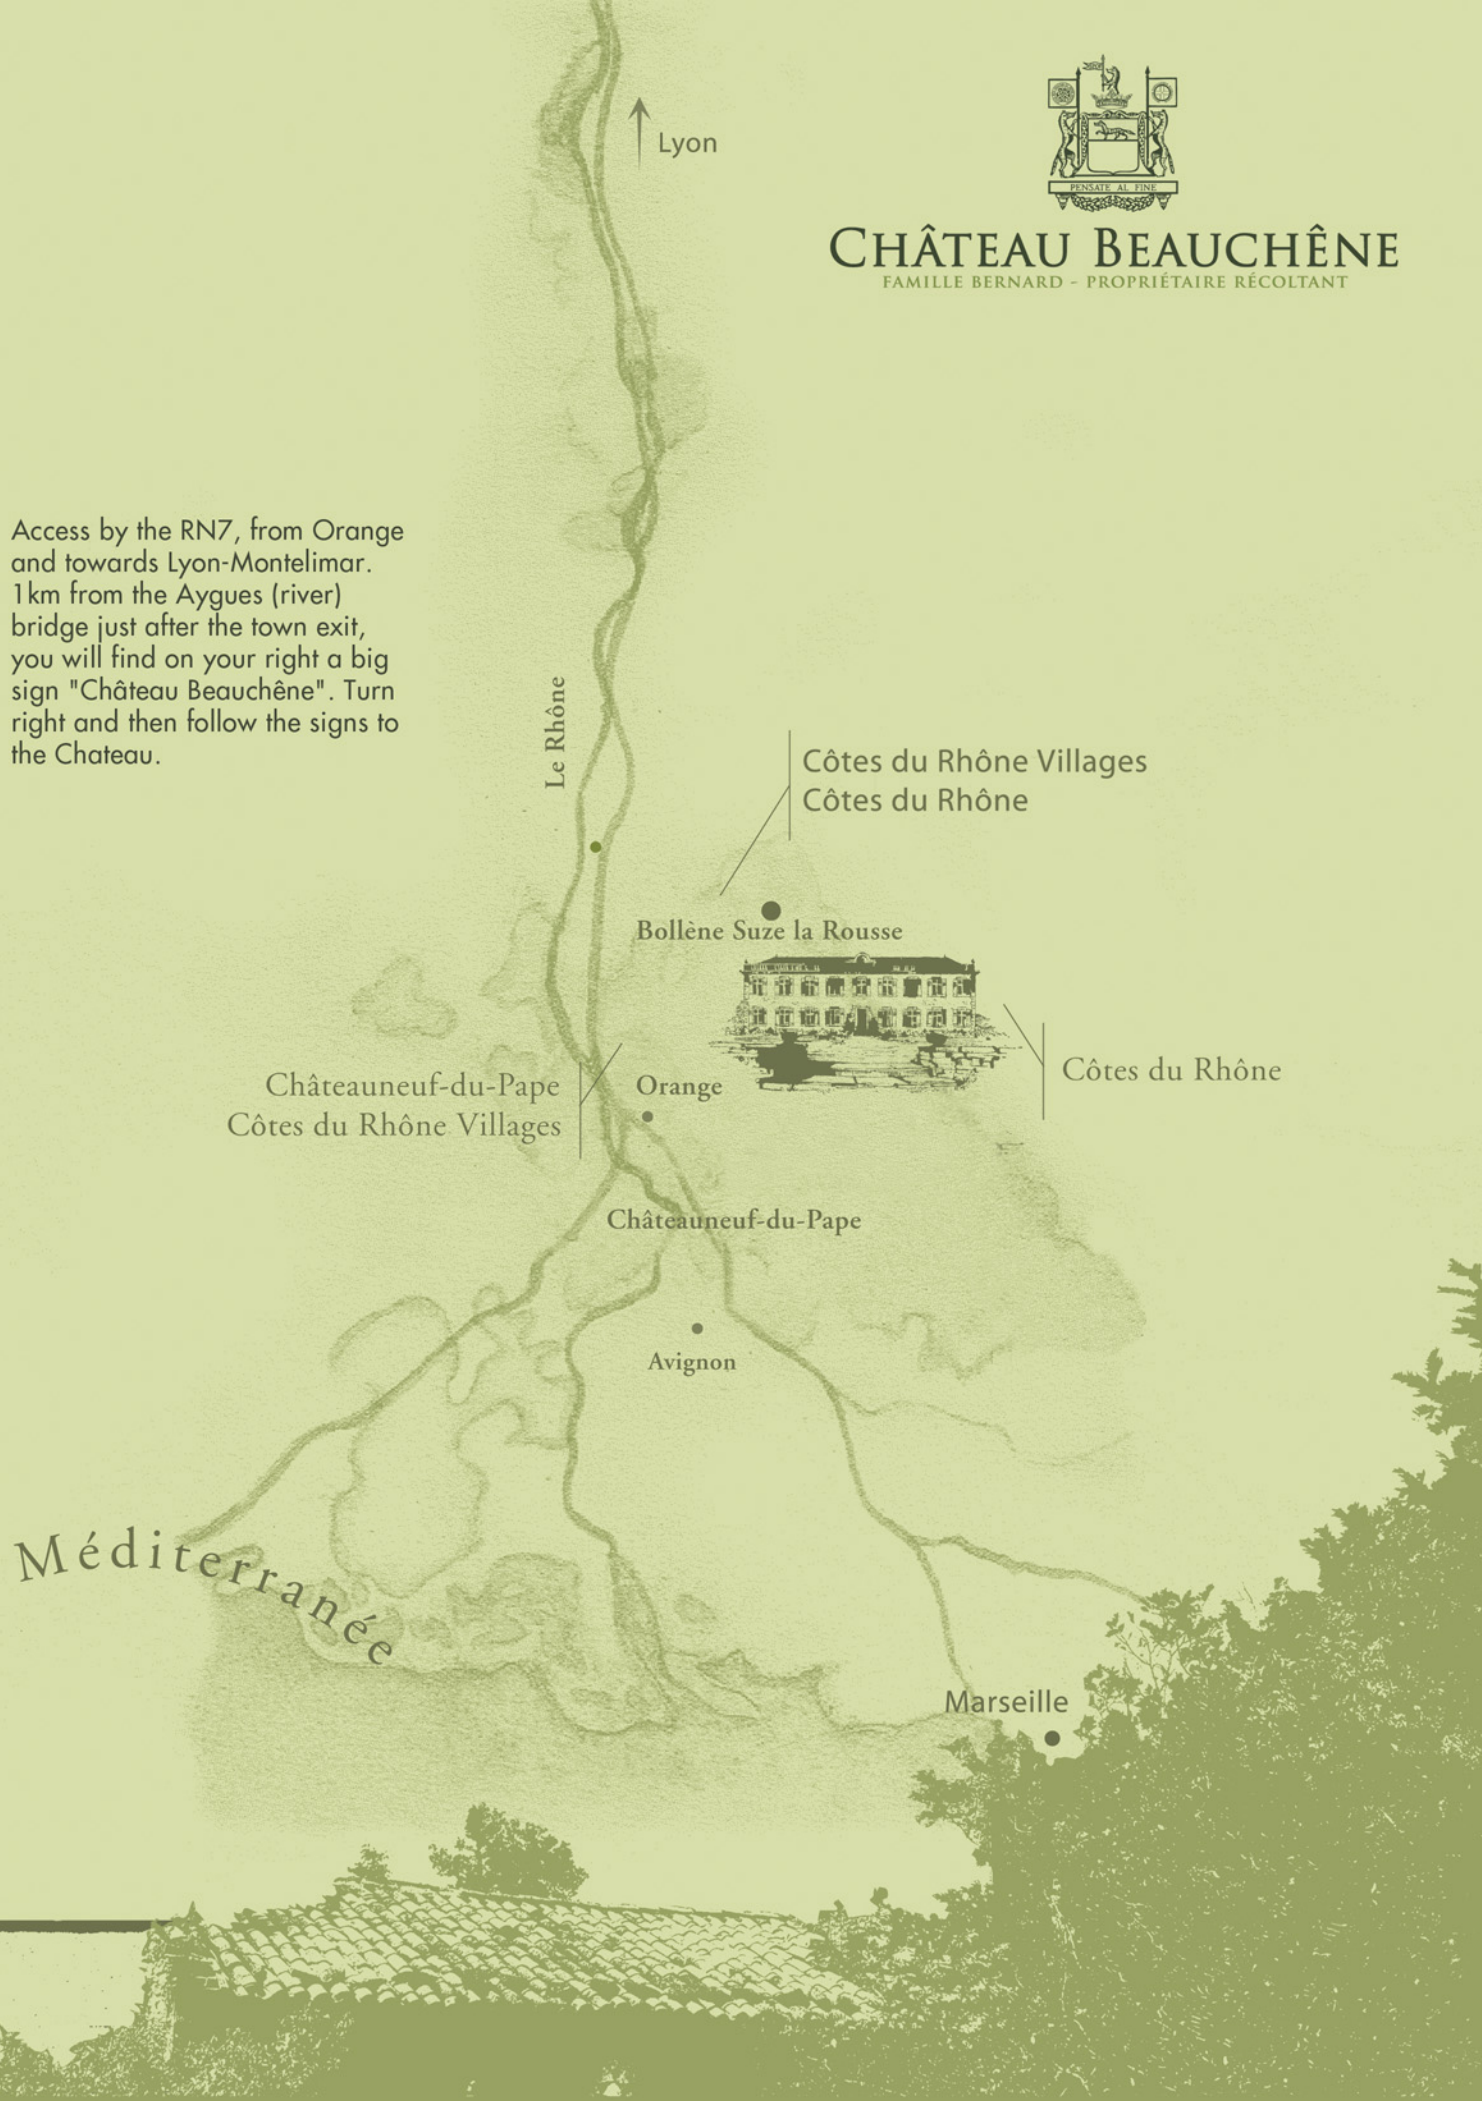 Lyon
PENSATE AL FINE
CHÂTEAU BEAUCHÊNE
FAMILLE BERNARD - PROPRIÉTAIRE RÉCOLTANT
Access by the RN7, from Orange
and towards Lyon-Montelimar.
1km from the Aygues (river)
bridge just after the town exit,
you will find on your right a big
sign "Château Beauchêne". Turn
right and then follow the signs to
the Chateau.
Le Rhône
Côtes du Rhône Villages
Côtes du Rhône
Bollène Suze la Rousse
Côtes du Rhône
Châteauneuf-du-Pape
Côtes du Rhône Villages
Orange
Châteauneuf-du-Pape
Avignon
Méditerranée
Marseille